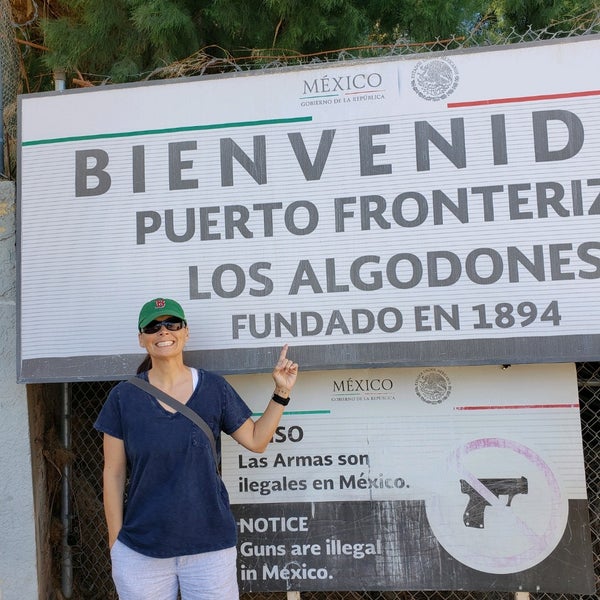 MÉXICO
GOBIERNO DE LA REPÚBLICA
BIENVENID
PUERTO FRONTERIZ
LOS ALGODONES
FUNDADO EN 1894
MÉXICO
GOBIERNO DE LA REPÚBLICA
ISO
Las Armas son
ilegales en México.
NOTICE
Guns are illegal
in México.